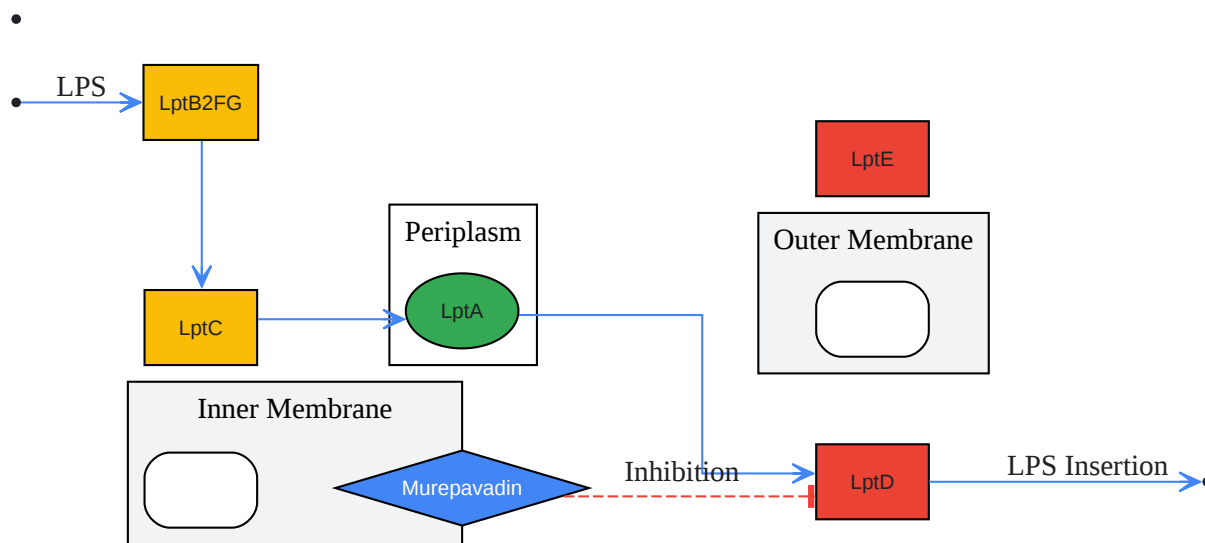 LPS
LptB2FG
LptE
Periplasm
Outer Membrane
LptA
LptC
Inner Membrane
Inhibition
LPS Insertion
Murepavadin
LptD